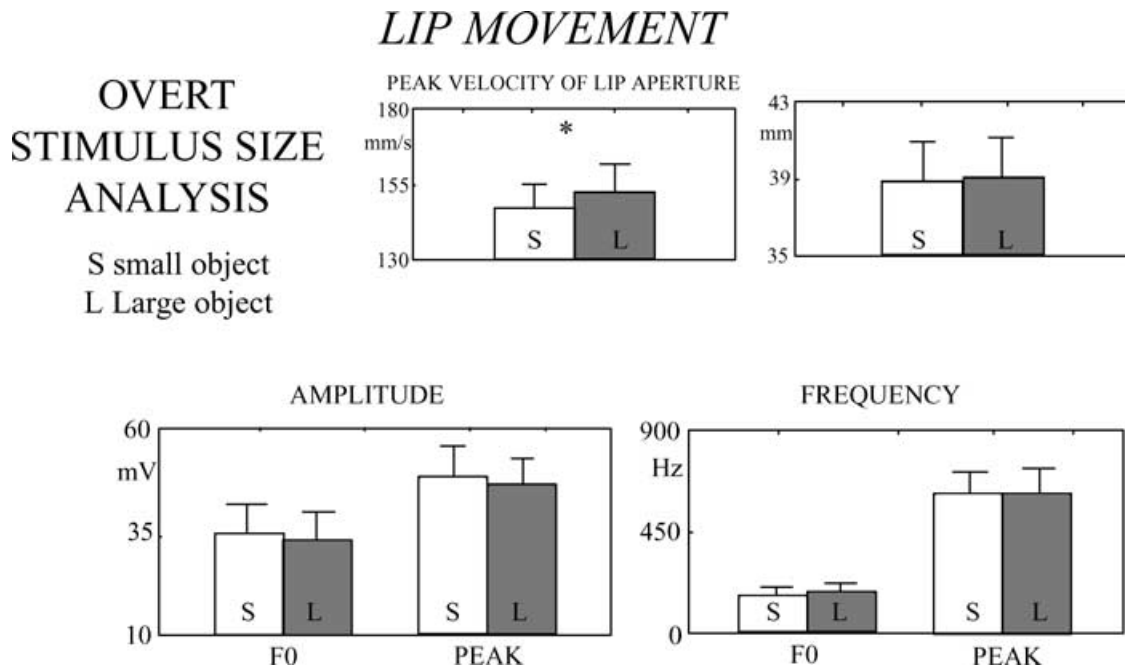 LIP MOVEMENT
OVERT
STIMULUS SIZE
ANALYSIS
S small object
L Large object
PEAK VELOCITY OF LIP APERTURE
180
mm/s
*
155
130
S
L
43
mm
39
35
S
L
AMPLITUDE
60
mV
35
10
S
L
S
L
F0
PEAK
FREQUENCY
900
Hz
450
0
S
L
S
L
F0
PEAK